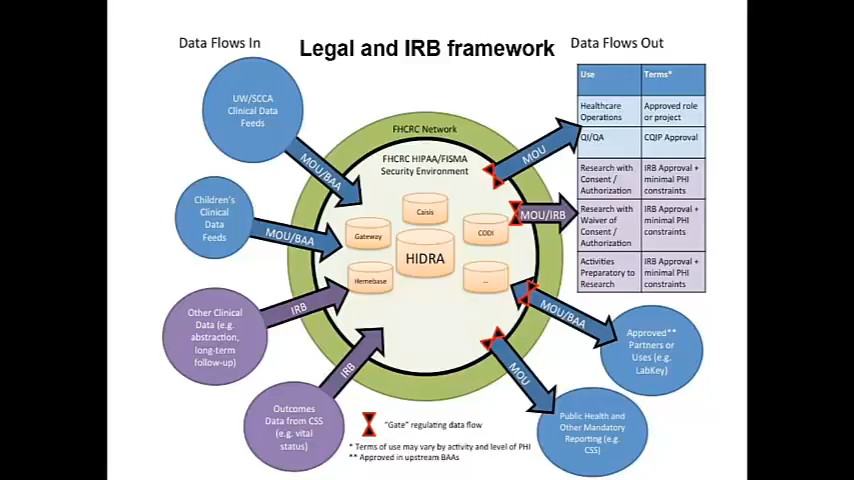 Data Flows In
Legal and IRB framework
Data Flows Out
UW/SCCA
Clinical Data
Feeds
MOU/BAA
Children's
Clinical
Data
Feeds
MOU/BAA
Other Clinical
Data (e.g.
abstraction,
long-term
follow-up)
IRB
Outcomes
Data from CSS
(e.g. vital
status)
IRB
FHCRC Network
FHCRC HIPAA/FISMA
Security Environment
Caisis
Gateway
CODI
HIDRA
Hemebase
...
MOU
MOU/IRB
MOU/BAA
MOU
Use Terms*
Healthcare Approved role
Operations or project
QI/QA CQIP Approval
Research with IRB Approval +
Consent / minimal PHI
Authorization constraints
Research with IRB Approval +
Waiver of minimal PHI
Consent / constraints
Authorization
Activities IRB Approval +
Preparatory to minimal PHI
Research constraints
Approved**
Partners or
Uses (e.g.
LabKey)
Public Health and
Other Mandatory
Reporting (e.g.
CSS)
"Gate" regulating data flow
* Terms of use may vary by activity and level of PHI
** Approved in upstream BAAs